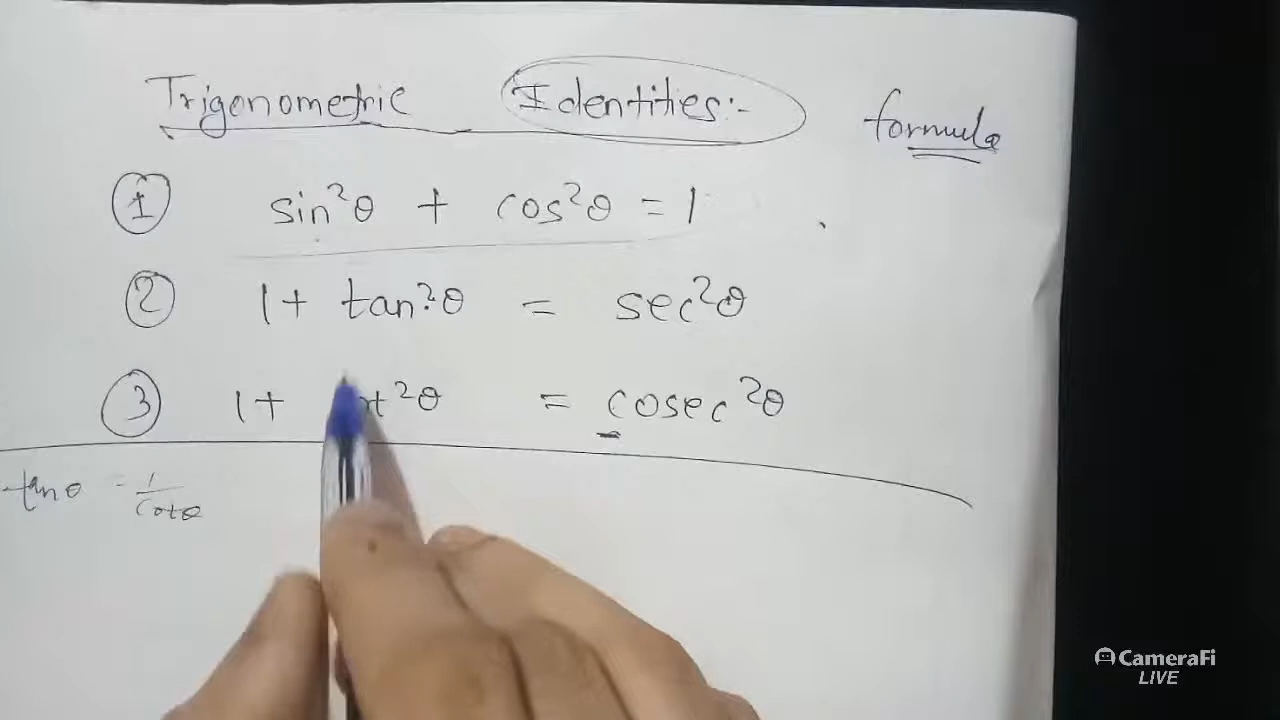 Trigonometric Identities:- formula
① sin²θ + cos²θ = 1
② 1 + tan²θ = sec²θ
③ 1 + t²θ = cosec²θ
tanθ = 1/cotθ
CameraFi
LIVE